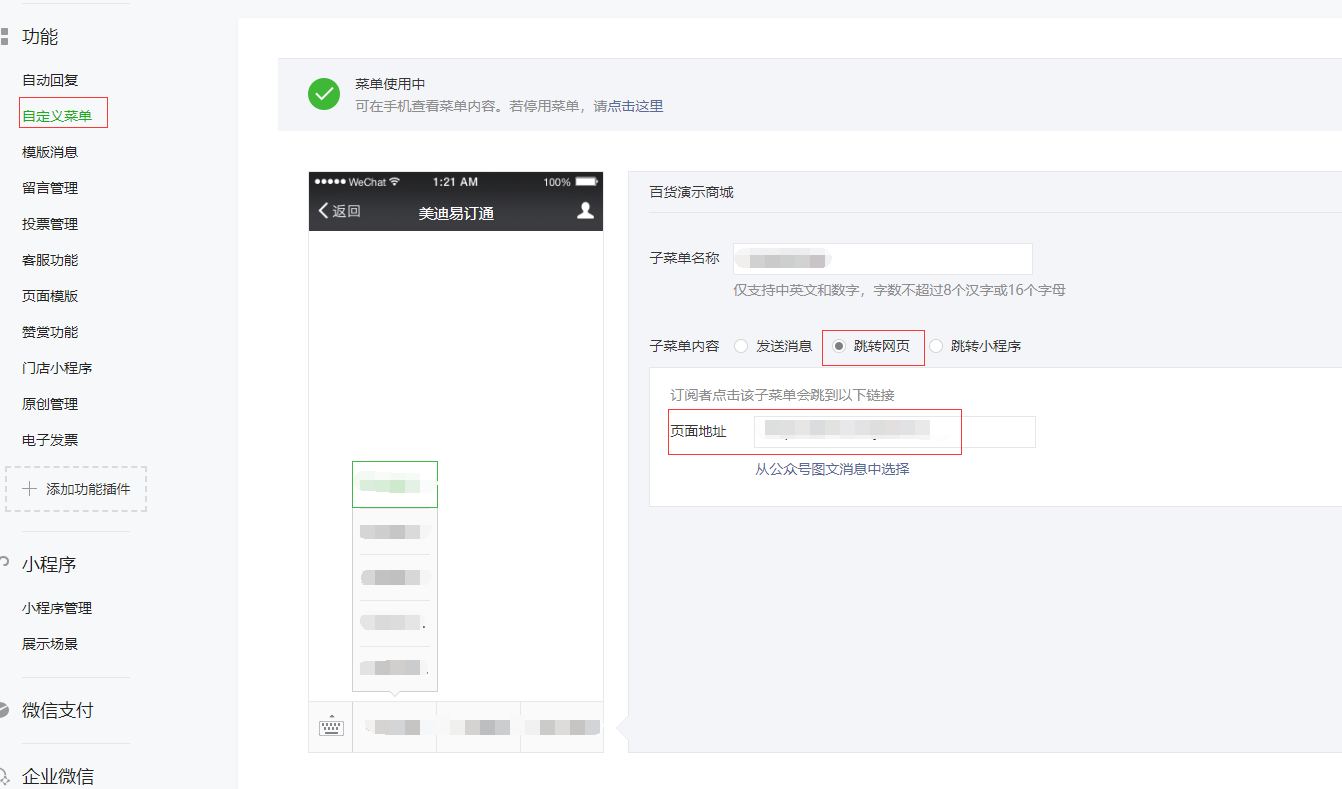 功能
自动回复
自定义菜单
模版消息
留言管理
投票管理
客服功能
页面模版
赞赏功能
门店小程序
原创管理
电子发票
添加功能插件
小程序
小程序管理
展示场景
微信支付
企业微信
菜单使用中
可在手机查看菜单内容。若停用菜单，请点击这里
WeChat 1:21 AM 100%
返回 美迪易订通
百货演示商城
子菜单名称
仅支持中英文和数字，字数不超过8个汉字或16个字母
子菜单内容 发送消息 跳转网页 跳转小程序
订阅者点击该子菜单会跳到以下链接
页面地址
从公众号图文消息中选择